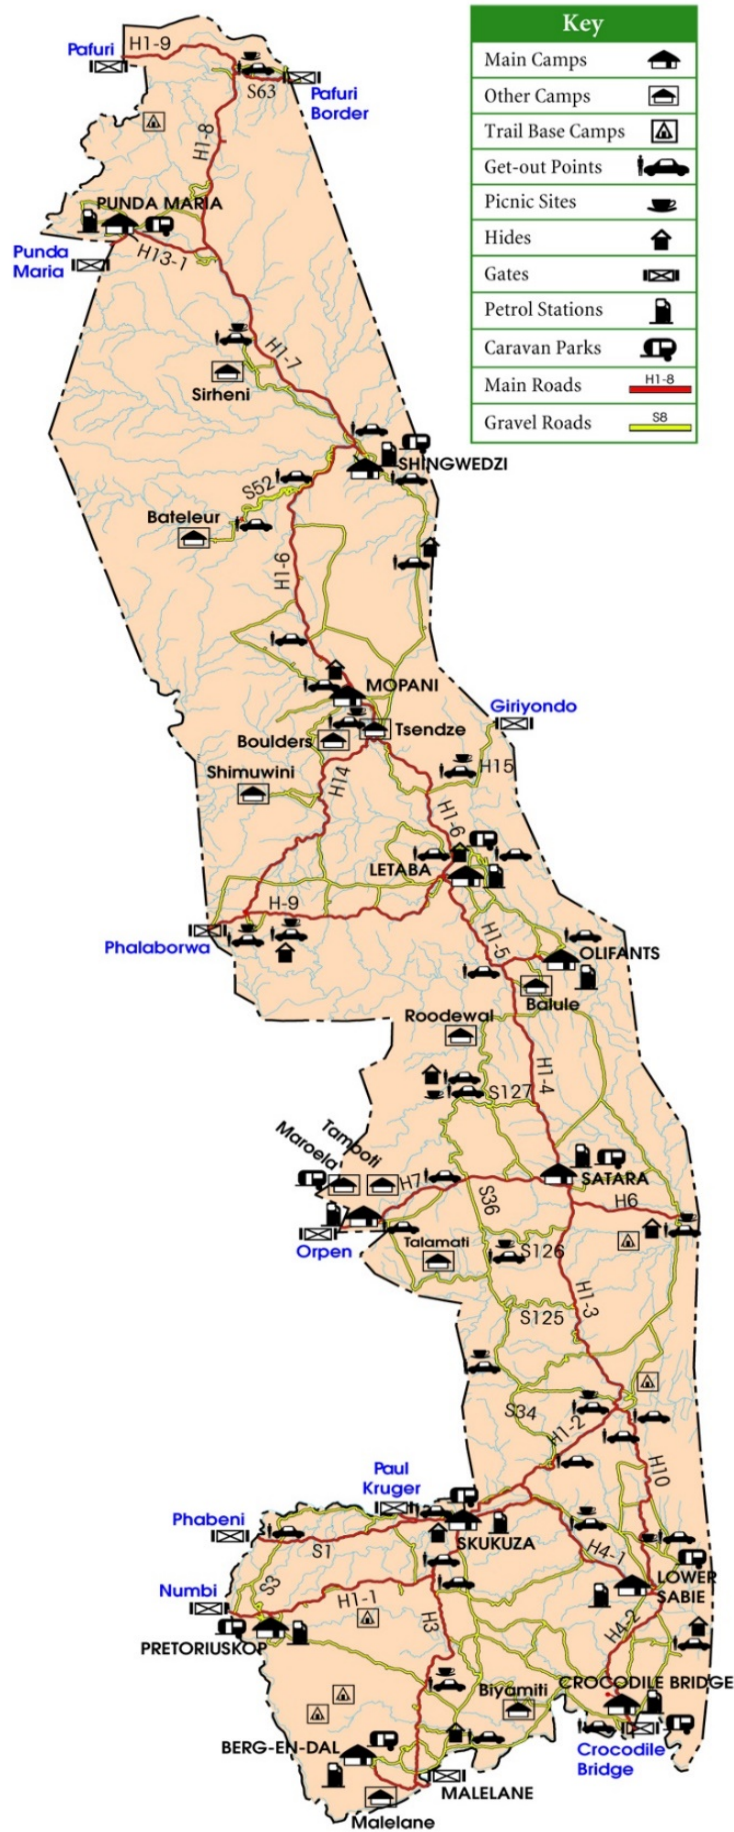 Key
Main Camps
Other Camps
Trail Base Camps
Get-out Points
Picnic Sites
Hides
Gates
Petrol Stations
Caravan Parks
Main Roads H1-8
Gravel Roads S8
Pafuri
H1-9
S63
Pafuri
Border
H1-8
PUNDA MARIA
Punda
Maria
H13-1
H1-7
Sirheni
SHINGWEDZI
S52
Bateleur
H1-6
MOPANI
Giriyondo
Tsendze
Boulders
Shimuwini
H14
H15
H1-6
LETABA
H-9
Phalaborwa
H1-5
OLIFANTS
Balule
Roodewal
H1-4
S127
Tamboti
Maroela
H7
SATARA
S36
H6
Orpen
Talamati
S126
H1-3
S125
S34
H1-2
H10
Paul
Kruger
Phabeni
SKUKUZA
S1
H4-1
LOWER
SABIE
S3
Numbi
H1-1
H3
H4-2
PRETORIUSKOP
CROCODILE BRIDGE
Biyamiti
BERG-EN-DAL
Crocodile
Bridge
MALELANE
Malelane